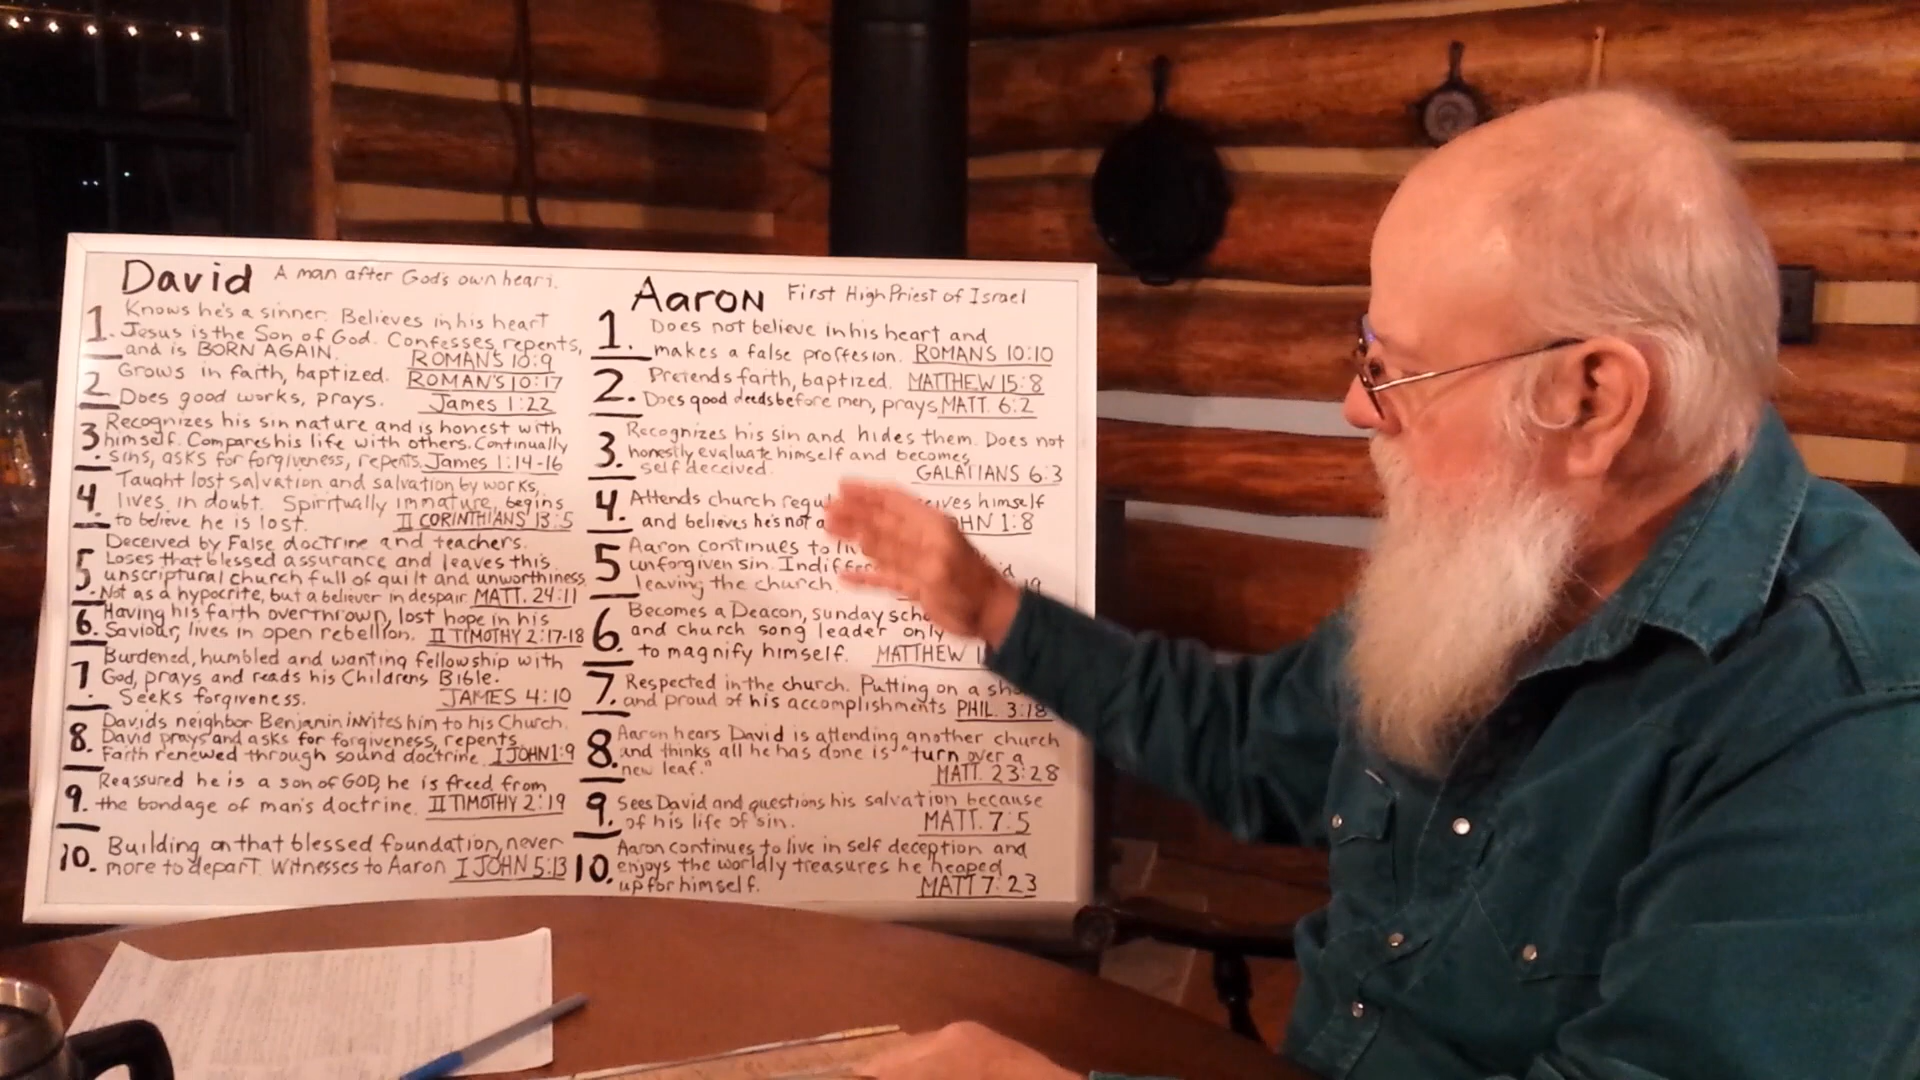 David A man after God's own heart.
1. Knows he's a sinner. Believes in his heart
Jesus is the Son of God. Confesses, repents,
and is BORN AGAIN. ROMANS 10:9
2. Grows in faith, baptized. ROMANS 10:17
Does good works, prays. James 1:22
3. Recognizes his sin nature and is honest with
himself. Compares his life with others. Continually
sins, asks for forgiveness, repents. James 1:14-16
4. Taught lost salvation and salvation by works,
lives in doubt. Spiritually immature, begins
to believe he is lost. II CORINTHIANS 13:5
5. Deceived by False doctrine and teachers.
Loses that blessed assurance and leaves this
unscriptural church full of guilt and unworthiness
Not as a hypocrite, but a believer in despair. MATT. 24:11
6. Having his faith overthrown, lost hope in his
Saviour, lives in open rebellion. II TIMOTHY 2:17-18
7. Burdened, humbled and wanting fellowship with
God, prays and reads his Childrens Bible.
Seeks forgiveness. JAMES 4:10
8. Davids neighbor Benjamin invites him to his Church.
David prays and asks for forgiveness, repents.
Faith renewed through sound doctrine. I JOHN 1:9
9. Reassured he is a son of GOD, he is freed from
the bondage of man's doctrine. II TIMOTHY 2:19
10. Building on that blessed foundation, never
more to depart. Witnesses to Aaron I JOHN 5:13
Aaron First High Priest of Israel
1. Does not believe in his heart and
makes a false proffesion. ROMANS 10:10
2. Pretends faith, baptized. MATTHEW 15:8
Does good deeds before men, prays. MATT. 6:2
3. Recognizes his sin and hides them. Does not
honestly evaluate himself and becomes
self deceived. GALATIANS 6:3
4. Attends church himself
and believes he's not 1:8
5. Aaron continues to
unforgiven sin.
leaving the church.
6. Becomes a Deacon, sunday
and church song leader only
to magnify himself. MATTHEW
7. Respected in the church. Putting on a
and proud of his accomplishments PHIL. 3:18
8. Aaron hears David is attending another church
and thinks all he has done is "turn over a
new leaf." MATT. 23:28
9. Sees David and questions his salvation because
of his life of sin. MATT. 7:5
10. Aaron continues to live in self deception and
enjoys the worldly treasures he heaped
up for himself. MATT 7:23